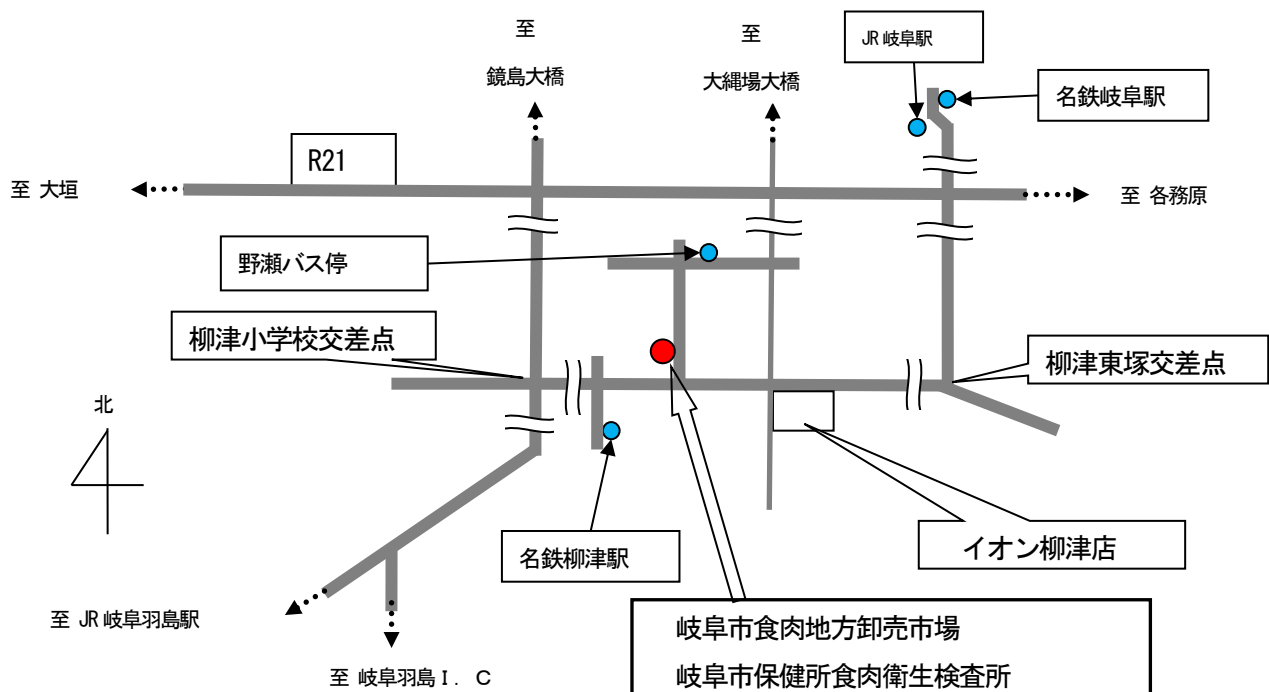 至
鏡島大橋
至
大縄場大橋
JR岐阜駅
名鉄岐阜駅
R21
至 大垣
至 各務原
野瀬バス停
柳津小学校交差点
柳津東塚交差点
北
名鉄柳津駅
イオン柳津店
至 JR岐阜羽島駅
至 岐阜羽島I．C
岐阜市食肉地方卸売市場
岐阜市保健所食肉衛生検査所